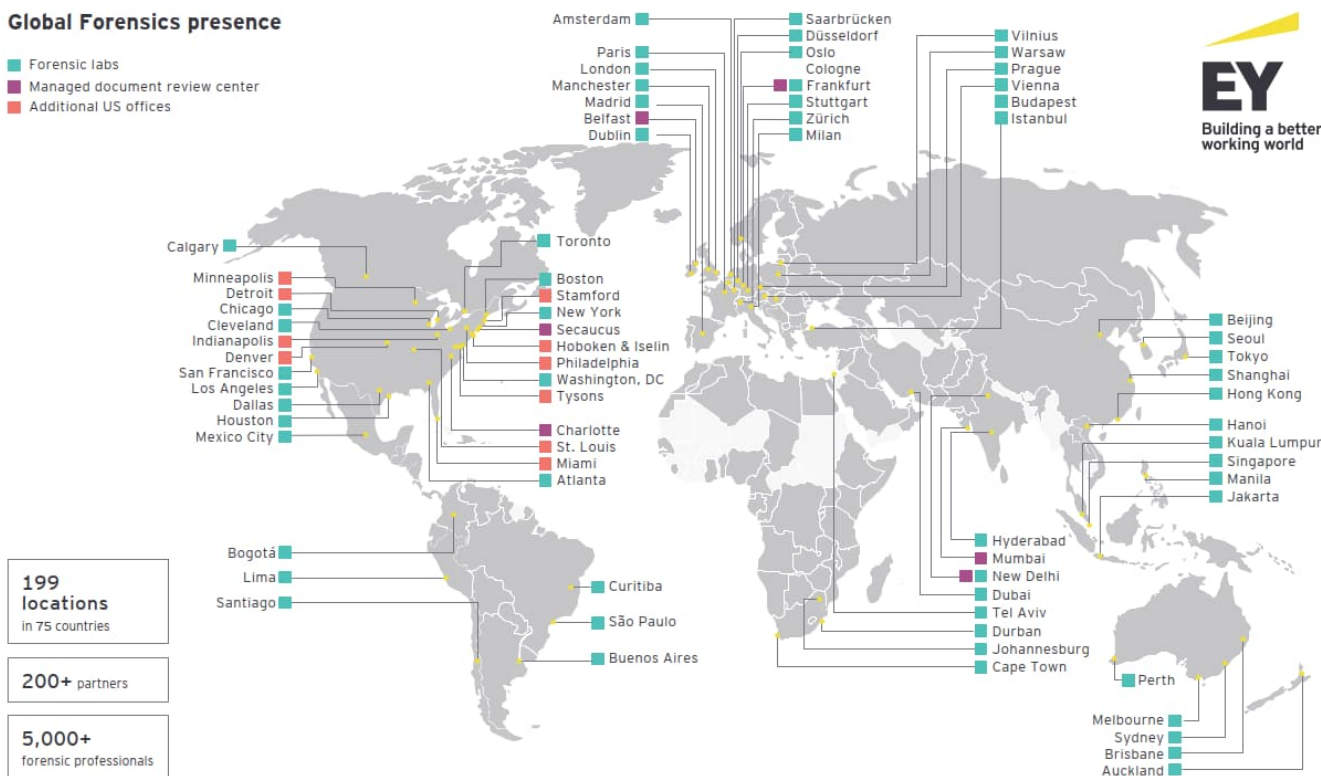 Global Forensics presence
Forensic labs
Managed document review center
Additional US offices
EY
Building a better
working world
Amsterdam
Paris
London
Manchester
Madrid
Belfast
Dublin
Saarbrücken
Düsseldorf
Oslo
Cologne
Frankfurt
Stuttgart
Zürich
Milan
Vilnius
Warsaw
Prague
Vienna
Budapest
Istanbul
Calgary
Minneapolis
Detroit
Chicago
Cleveland
Indianapolis
Denver
San Francisco
Los Angeles
Dallas
Houston
Mexico City
Toronto
Boston
Stamford
New York
Secaucus
Hoboken & Iselin
Philadelphia
Washington, DC
Tysons
Charlotte
St. Louis
Miami
Atlanta
Beijing
Seoul
Tokyo
Shanghai
Hong Kong
Hanoi
Kuala Lumpur
Singapore
Manila
Jakarta
Bogotá
Lima
Santiago
Curitiba
São Paulo
Buenos Aires
Hyderabad
Mumbai
New Delhi
Dubai
Tel Aviv
Durban
Johannesburg
Cape Town
Perth
Melbourne
Sydney
Brisbane
Auckland
199
locations
in 75 countries
200+ partners
5,000+
forensic professionals